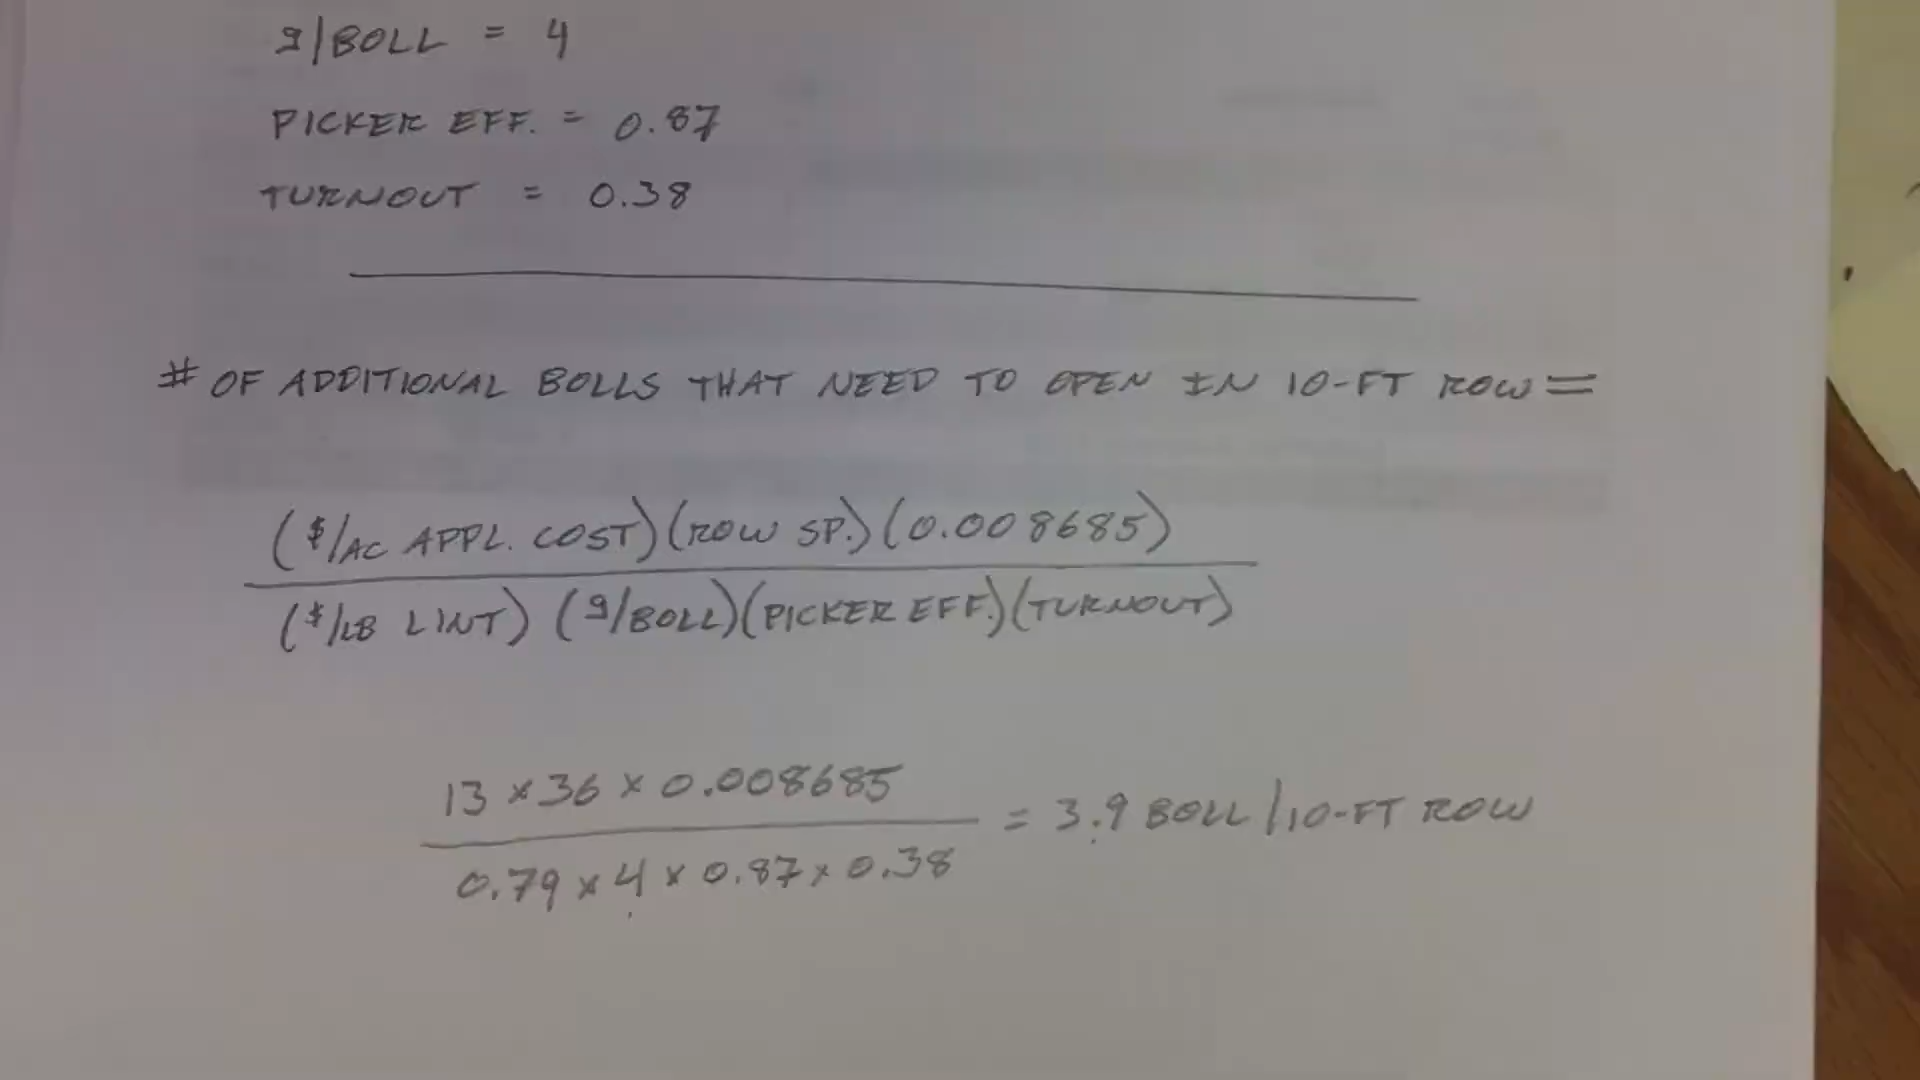 g/BOLL = 4
PICKER EFF. = 0.87
TURNOUT = 0.38
# OF ADDITIONAL BOLLS THAT NEED TO OPEN IN 10-FT ROW =
($/AC APPL. COST)(ROW SP.)(0.008685)
($/LB LINT) (g/BOLL)(PICKER EFF.)(TURNOUT)
13 × 36 × 0.008685
= 3.9 BOLL/10-FT ROW
0.79 × 4 × 0.87 × 0.38